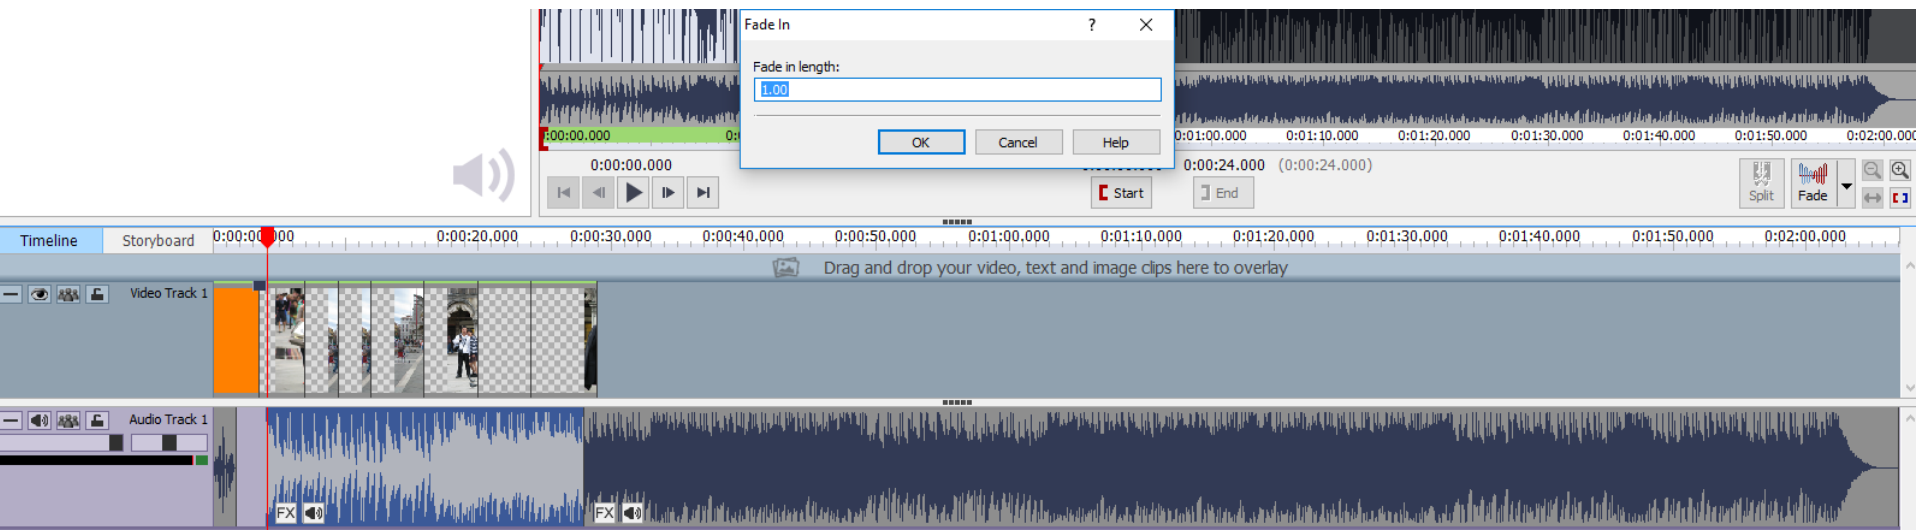 Fade In ?
Fade in length:
1.00
OK Cancel Help
0:01:00.000 0:01:10.000 0:01:20.000 0:01:30.000 0:01:40.000 0:01:50.000 0:02:00.000
0:00:00.000 0:00:24.000 (0:00:24.000)
Start End Split Fade
Timeline Storyboard 0:00:20.000 0:00:30.000 0:00:40.000 0:00:50.000 0:01:00.000 0:01:10.000 0:01:20.000 0:01:30.000 0:01:40.000 0:01:50.000 0:02:00.000
Drag and drop your video, text and image clips here to overlay
Video Track 1
Audio Track 1
FX FX